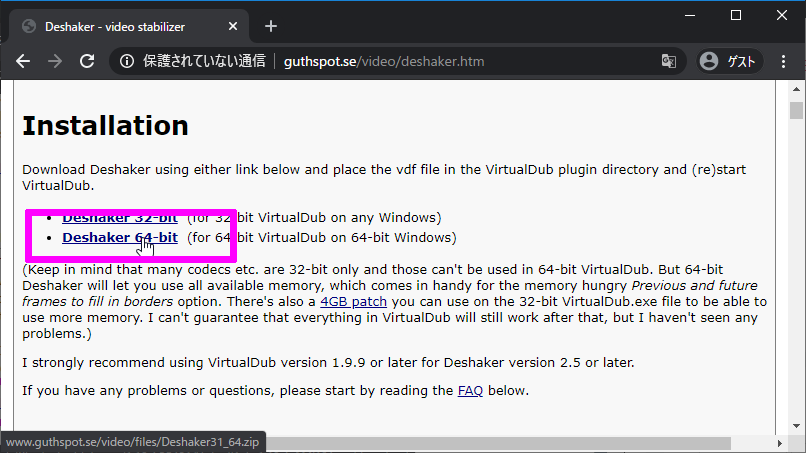 Deshaker - video stabilizer
保護されていない通信
guthspot.se/video/deshaker.htm
ゲスト
Installation
Download Deshaker using either link below and place the vdf file in the VirtualDub plugin directory and (re)start
VirtualDub.
• Deshaker 32-bit (for 32-bit VirtualDub on any Windows)
• Deshaker 64-bit (for 64-bit VirtualDub on 64-bit Windows)
(Keep in mind that many codecs etc. are 32-bit only and those can't be used in 64-bit VirtualDub. But 64-bit
Deshaker will let you use all available memory, which comes in handy for the memory hungry Previous and future
frames to fill in borders option. There's also a 4GB patch you can use on the 32-bit VirtualDub.exe file to be able to
use more memory. I can't guarantee that everything in VirtualDub will still work after that, but I haven't seen any
problems.)
I strongly recommend using VirtualDub version 1.9.9 or later for Deshaker version 2.5 or later.
If you have any problems or questions, please start by reading the FAQ below.
www.guthspot.se/video/files/Deshaker31_64.zip